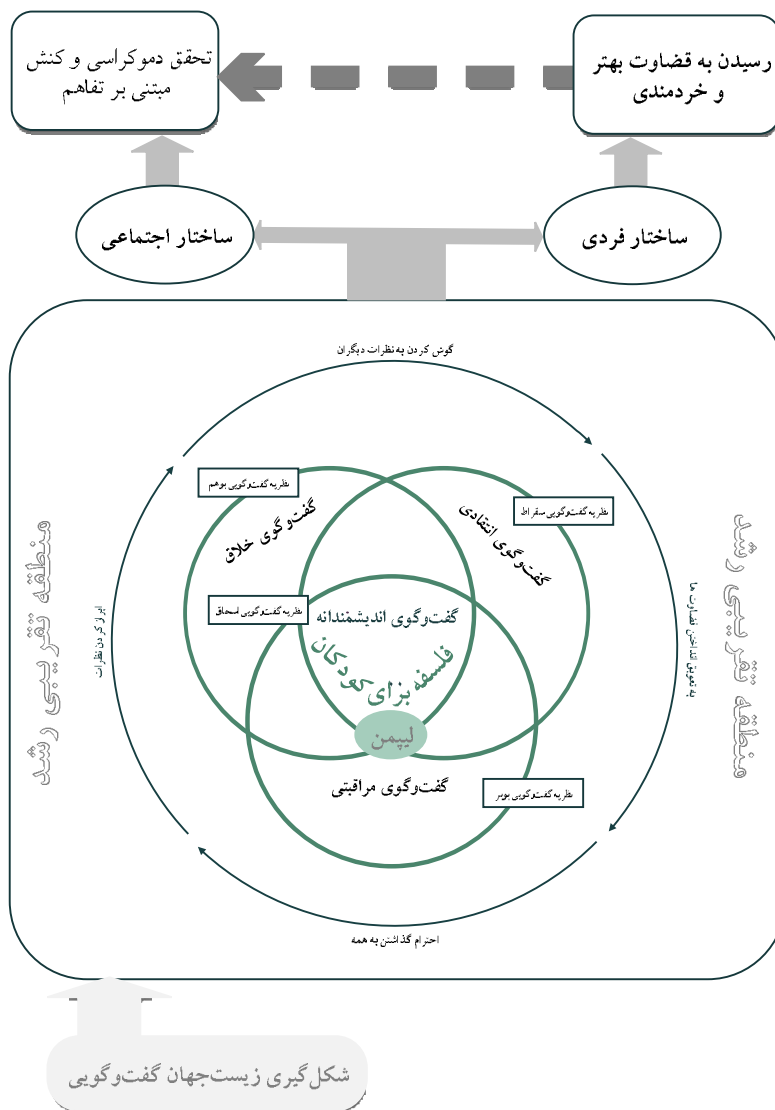 رسیدن به قضاوت بهتر
و خردمندی
تحقق دموکراسی و کنش
مبتنی بر تفاهم
ساختار فردی
ساختار اجتماعی
گوش کردن به نظرات دیگران
منطقه تقریبی رشد
به تعویق انداختن قضاوت ها
نظریه گفت‌وگویی سقراط
گفت‌وگوی انتقادی
نظریه گفت‌وگویی بوهم
گفت‌وگوی خلاق
نظریه گفت‌وگویی اسحاق
گفت‌وگوی اندیشمندانه
فلسفه برای کودکان
لیپمن
گفت‌وگوی مراقبتی
نظریه گفت‌وگویی بوبر
ابراز کردن نظرات
منطقه تقریبی رشد
احترام گذاشتن به همه
شکل‌گیری زیست‌جهان گفت‌وگویی